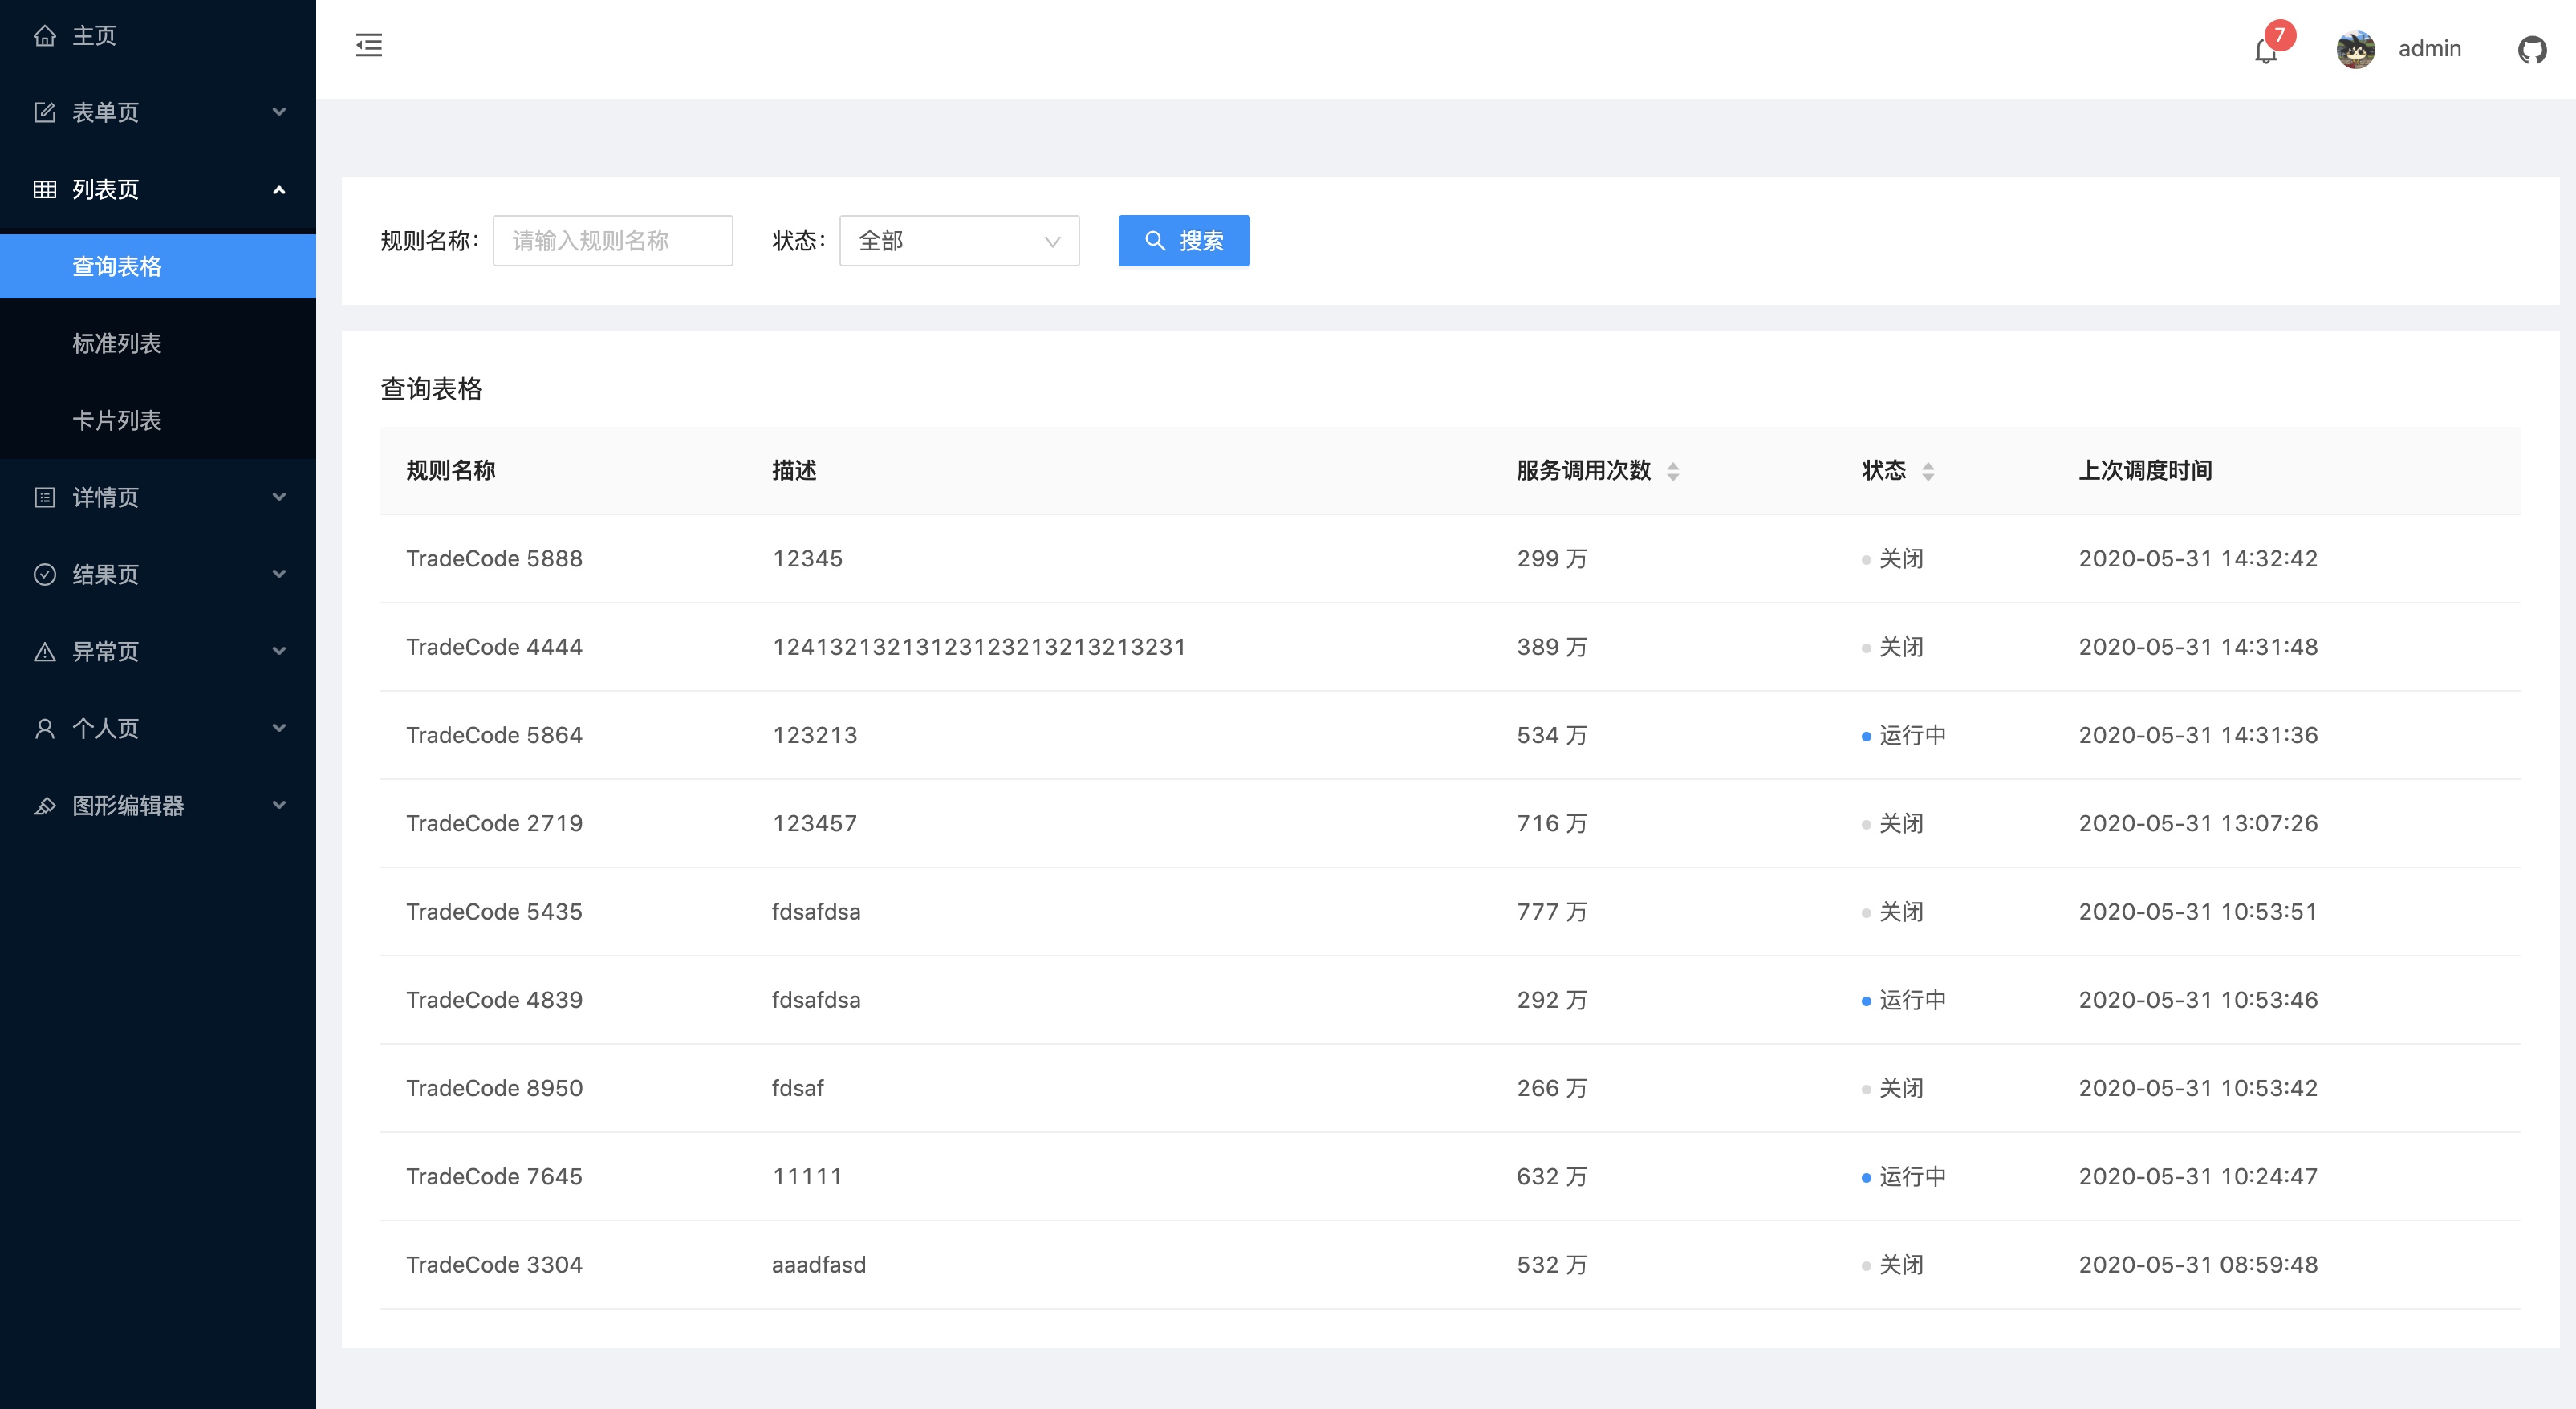 主页
表单页
列表页
查询表格
标准列表
卡片列表
详情页
结果页
异常页
个人页
图形编辑器
7
admin
规则名称: 请输入规则名称 状态: 全部 搜索
查询表格
规则名称 描述 服务调用次数 状态 上次调度时间
TradeCode 5888 12345 299 万 关闭 2020-05-31 14:32:42
TradeCode 4444 12413213213123123213213213231 389 万 关闭 2020-05-31 14:31:48
TradeCode 5864 123213 534 万 运行中 2020-05-31 14:31:36
TradeCode 2719 123457 716 万 关闭 2020-05-31 13:07:26
TradeCode 5435 fdsafdsa 777 万 关闭 2020-05-31 10:53:51
TradeCode 4839 fdsafdsa 292 万 运行中 2020-05-31 10:53:46
TradeCode 8950 fdsaf 266 万 关闭 2020-05-31 10:53:42
TradeCode 7645 11111 632 万 运行中 2020-05-31 10:24:47
TradeCode 3304 aaadfasd 532 万 关闭 2020-05-31 08:59:48